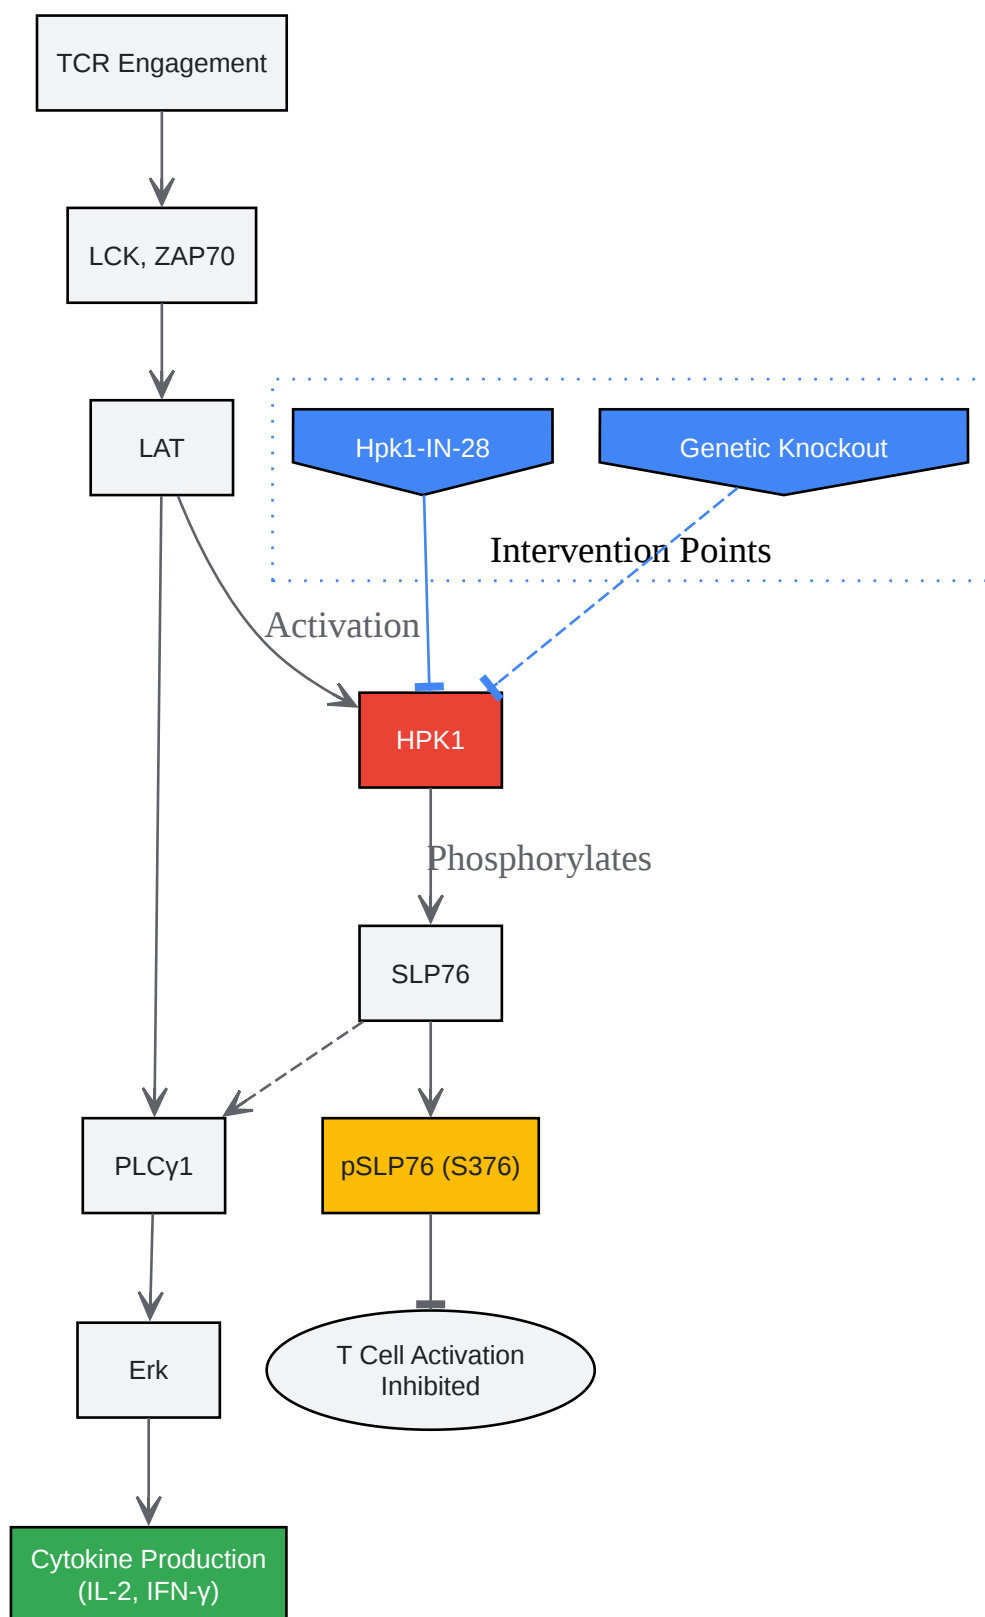 TCR Engagement
LCK, ZAP70
LAT
Hpk1-IN-28
Genetic Knockout
Intervention Points
Activation
HPK1
Phosphorylates
SLP76
PLCγ1
pSLP76 (S376)
Erk
T Cell Activation
Inhibited
Cytokine Production
(IL-2, IFN-γ)